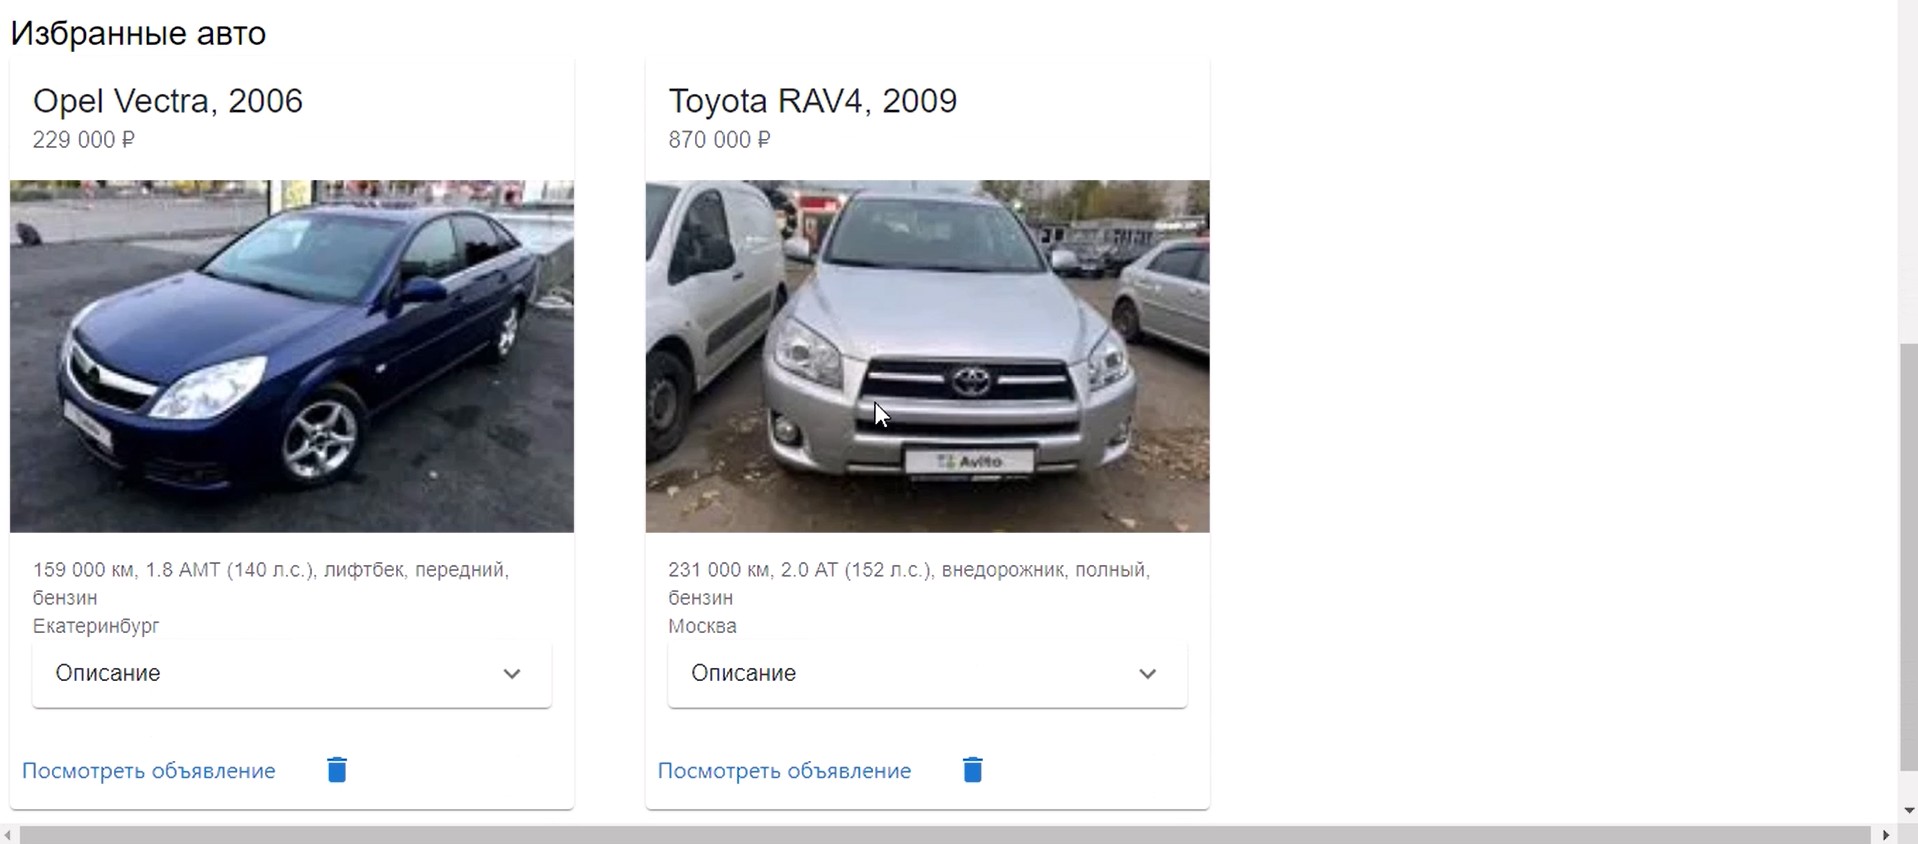 Избранные авто
Opel Vectra, 2006
229 000 ₽
159 000 км, 1.8 AMT (140 л.с.), лифтбек, передний,
бензин
Екатеринбург
Описание
Посмотреть объявление
Toyota RAV4, 2009
870 000 ₽
Avito
231 000 км, 2.0 AT (152 л.с.), внедорожник, полный,
бензин
Москва
Описание
Посмотреть объявление